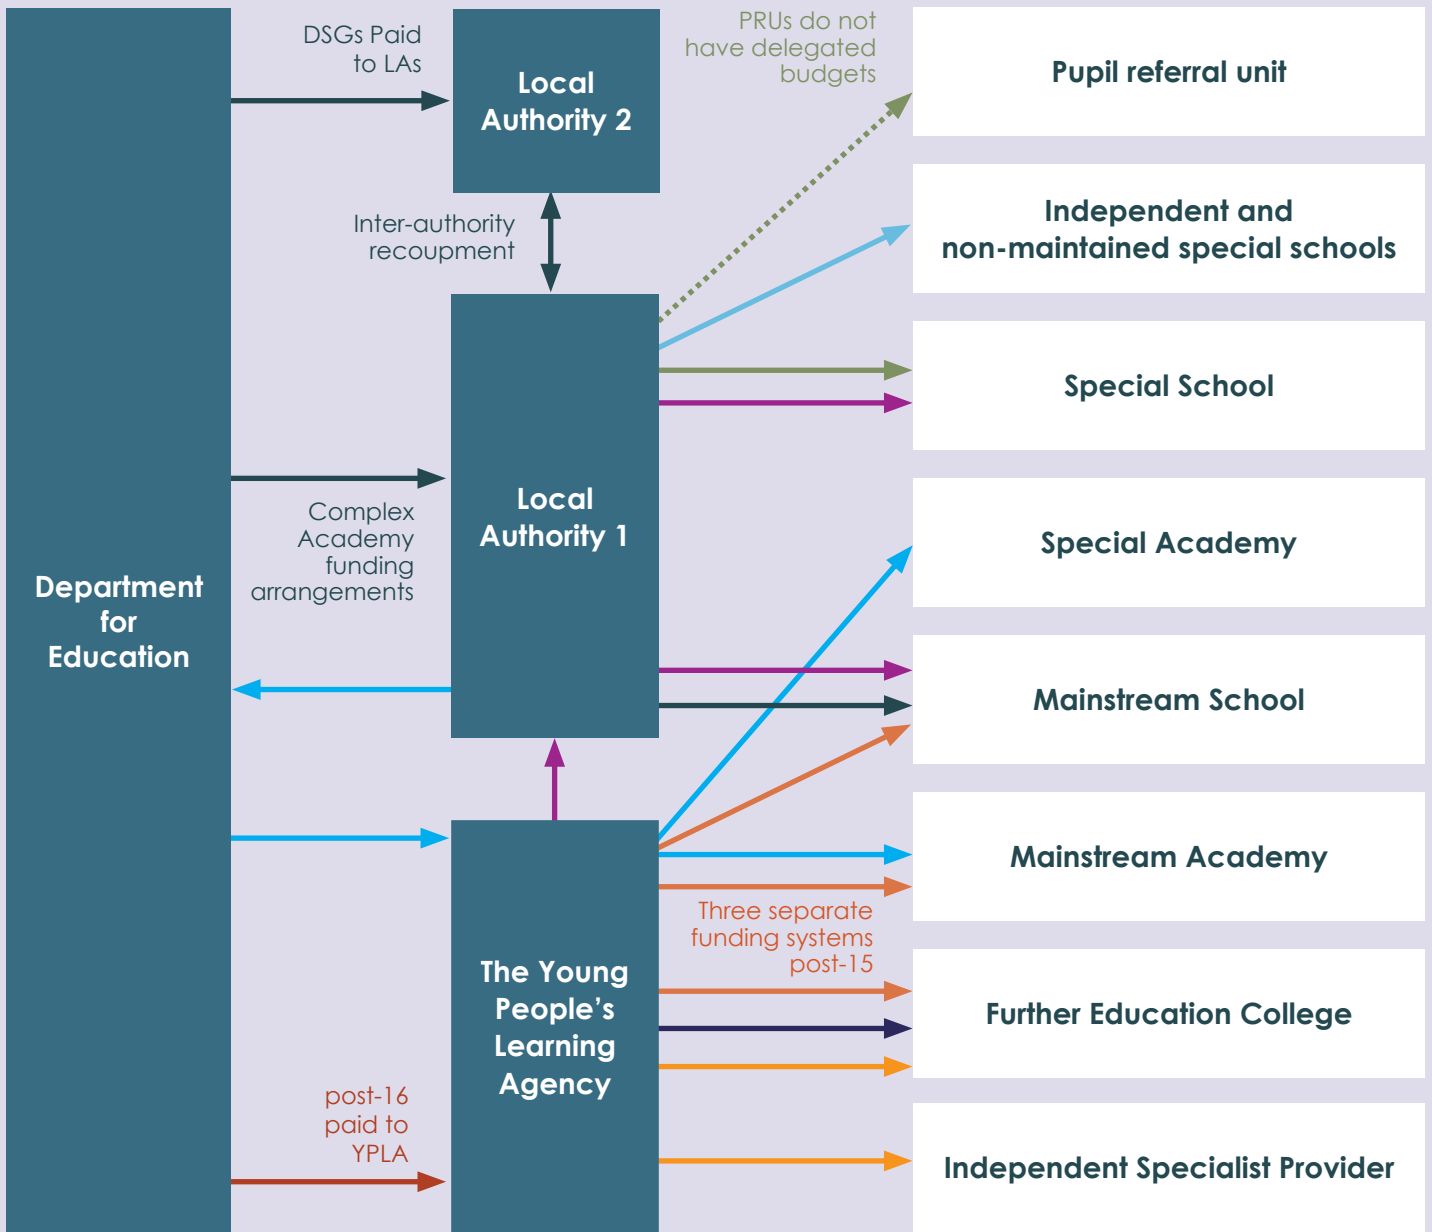 DSGs Paid
to LAs
Local
Authority 2
PRUs do not
have delegated
budgets
Pupil referral unit
Inter-authority
recoupment
Independent and
non-maintained special schools
Special School
Local
Authority 1
Complex
Academy
funding
arrangements
Special Academy
Department
for
Education
Mainstream School
Mainstream Academy
Three separate
funding systems
post-15
The Young
People’s
Learning
Agency
Further Education College
post-16
paid to
YPLA
Independent Specialist Provider